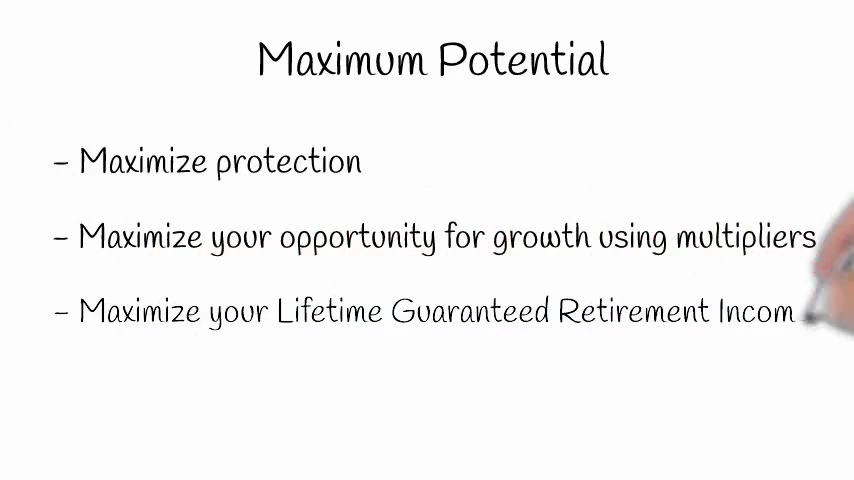 Maximum Potential
- Maximize protection
- Maximize your opportunity for growth using multipliers
- Maximize your Lifetime Guaranteed Retirement Incom